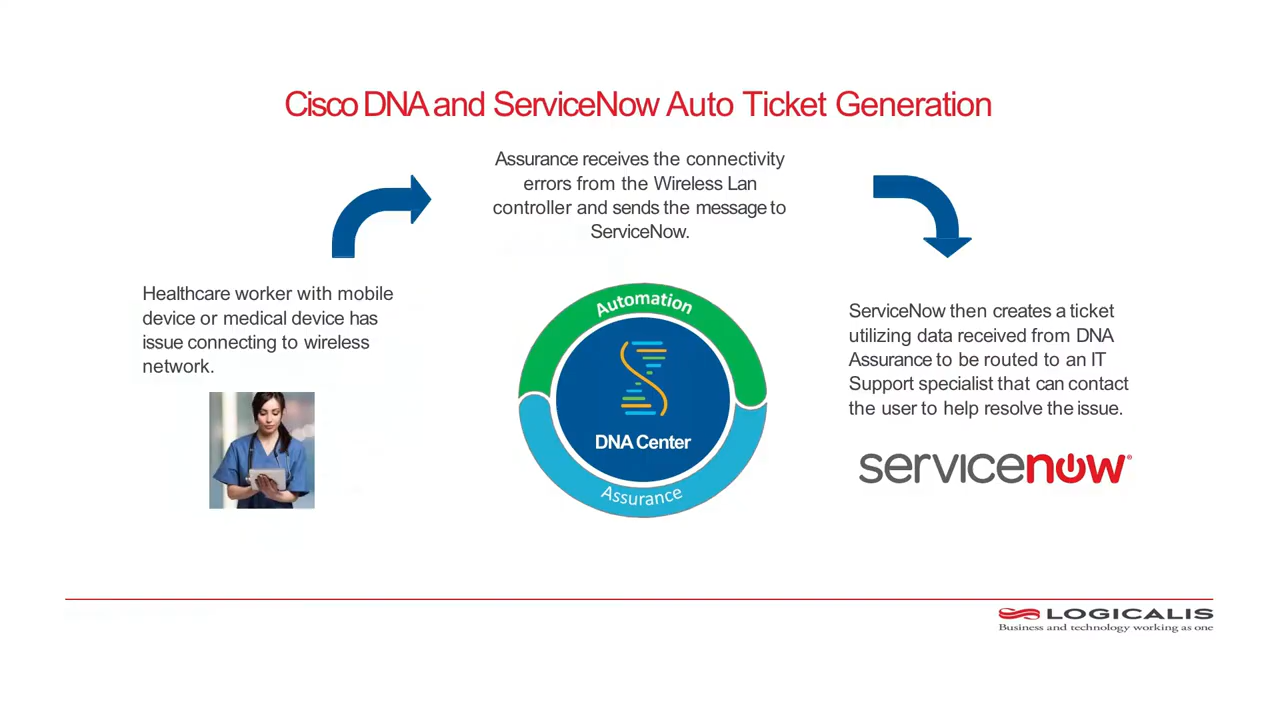 Cisco DNA and ServiceNow Auto Ticket Generation
Assurance receives the connectivity
errors from the Wireless Lan
controller and sends the message to
ServiceNow.
Healthcare worker with mobile
device or medical device has
issue connecting to wireless
network.
Automation
DNA Center
Assurance
ServiceNow then creates a ticket
utilizing data received from DNA
Assurance to be routed to an IT
Support specialist that can contact
the user to help resolve the issue.
servicenow®
LOGICALIS
Business and technology working as one